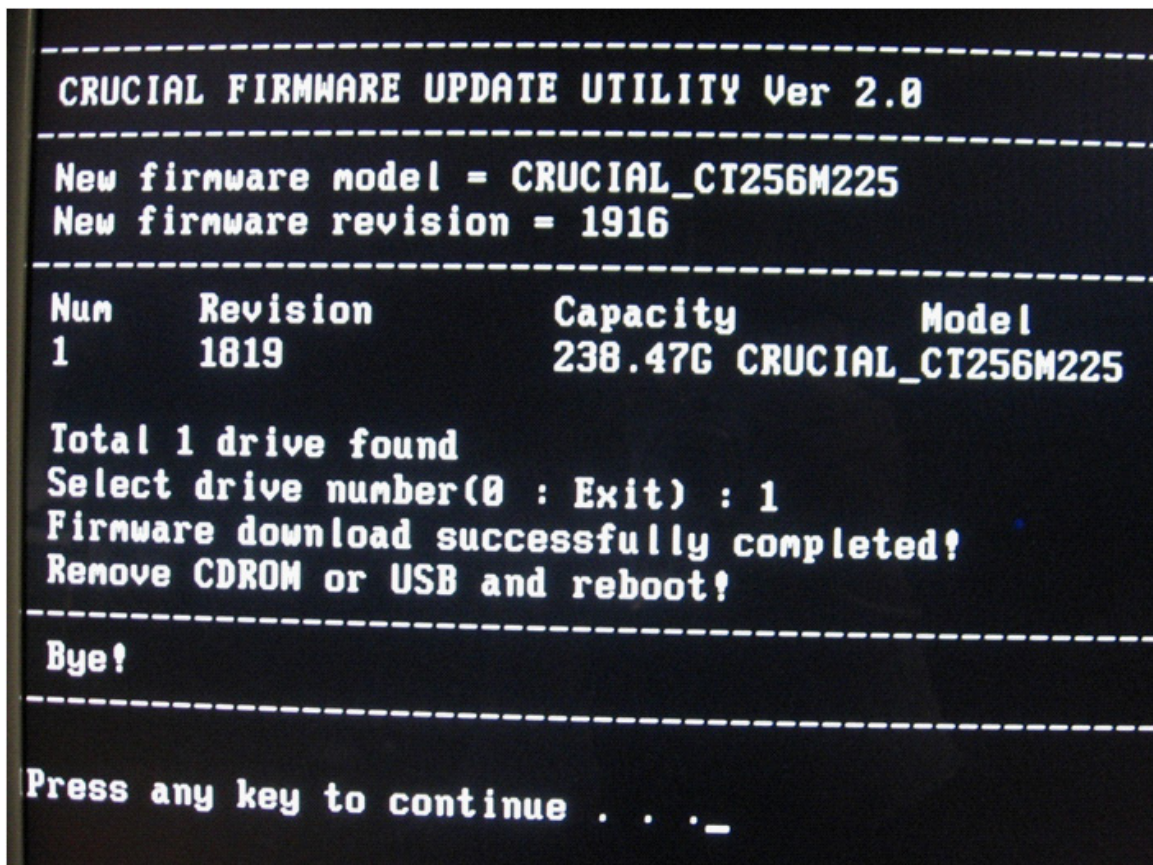 CRUCIAL FIRMWARE UPDATE UTILITY Ver 2.0
New firmware model = CRUCIAL_CT256M225
New firmware revision = 1916
Num Revision Capacity Model
1 1819 238.47G CRUCIAL_CT256M225
Total 1 drive found
Select drive number(0 : Exit) : 1
Firmware download successfully completed!
Remove CDROM or USB and reboot!
Bye!
Press any key to continue . . ._